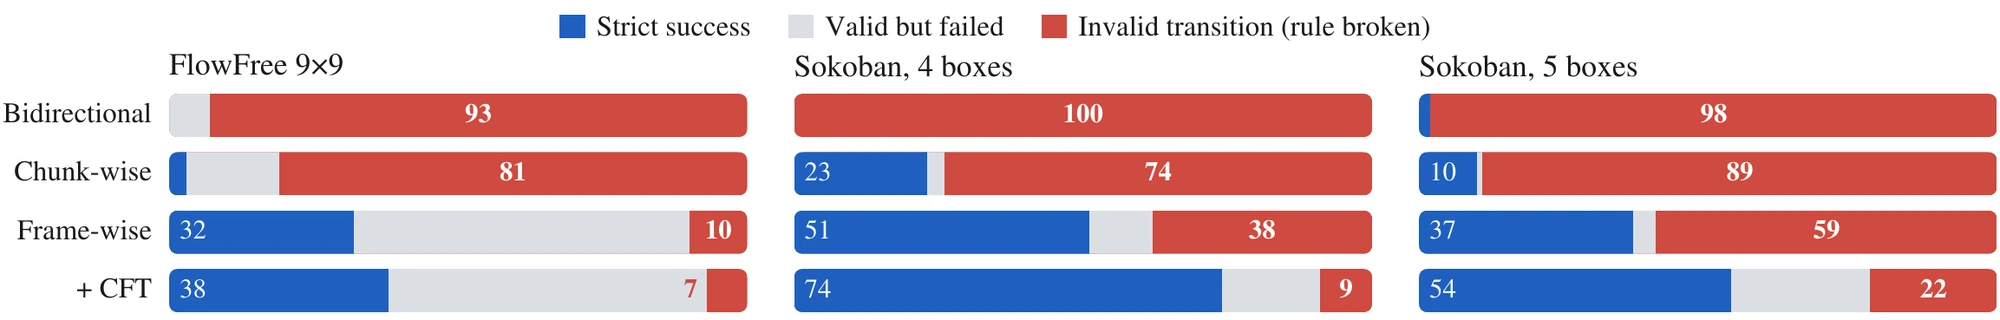 Strict success Valid but failed Invalid transition (rule broken)
FlowFree 9×9 Sokoban, 4 boxes Sokoban, 5 boxes
Bidirectional 93 100 98
Chunk-wise 81 23 74 10 89
Frame-wise 32 10 51 38 37 59
+ CFT 38 7 74 9 54 22